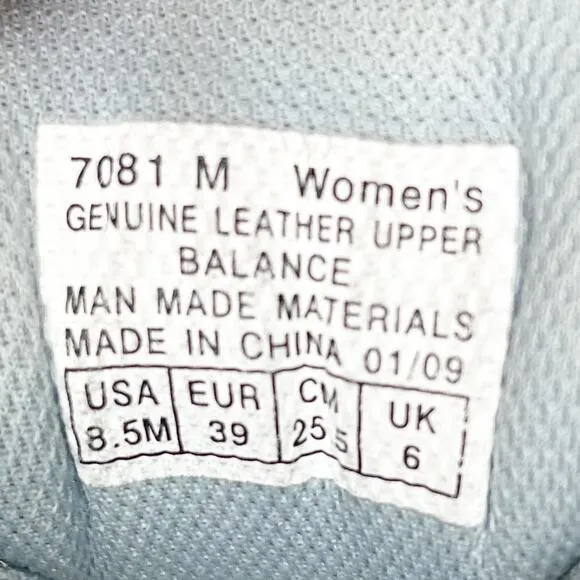 7081 M Women's
GENUINE LEATHER UPPER
BALANCE
MAN MADE MATERIALS
MADE IN CHINA 01/09
USA EUR CM UK
8.5M 39 25.5 6